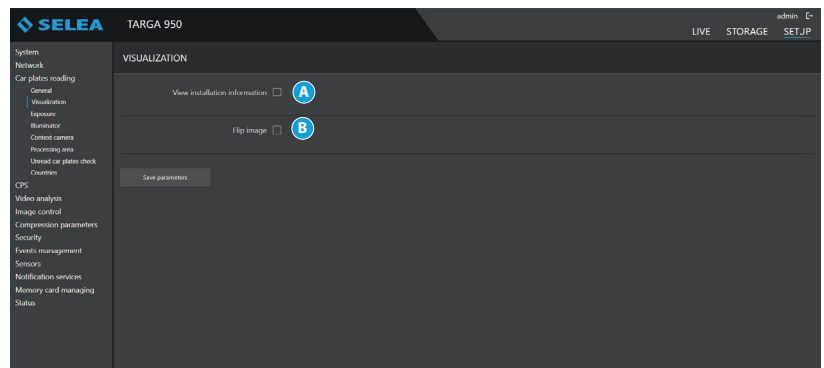 SELEA
TARGA 950
admin
LIVE STORAGE SETUP
System
Network
Car plates reading
General
Visualization
Exposure
Illuminator
Context camera
Processing area
Unread car plates check
Countries
CPS
Video analysis
Image control
Compression parameters
Security
Events management
Sensors
Notification services
Memory card managing
Status
VISUALIZATION
View installation information A
Flip image B
Save parameters